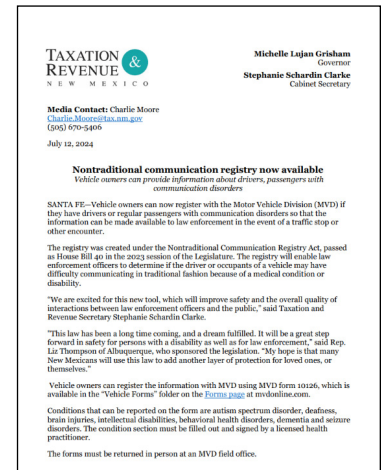 TAXATION &
REVENUE
NEW MEXICO
Michelle Lujan Grisham
Governor
Stephanie Schardin Clarke
Cabinet Secretary
Media Contact: Charlie Moore
Charlie.Moore@tax.nm.gov
(505) 670-5406
July 12, 2024
Nontraditional communication registry now available
Vehicle owners can provide information about drivers, passengers with
communication disorders
SANTA FE—Vehicle owners can now register with the Motor Vehicle Division (MVD) if
they have drivers or regular passengers with communication disorders so that the
information can be made available to law enforcement in the event of a traffic stop or
other encounter.
The registry was created under the Nontraditional Communication Registry Act, passed
as House Bill 40 in the 2023 session of the Legislature. The registry will enable law
enforcement officers to determine if the driver or occupants of a vehicle may have
difficulty communicating in traditional fashion because of a medical condition or
disability.
"We are excited for this new tool, which will improve safety and the overall quality of
interactions between law enforcement officers and the public," said Taxation and
Revenue Secretary Stephanie Schardin Clarke.
"This law has been a long time coming, and a dream fulfilled. It will be a great step
forward in safety for persons with a disability as well as for law enforcement," said Rep.
Liz Thompson of Albuquerque, who sponsored the legislation. "My hope is that many
New Mexicans will use this law to add another layer of protection for loved ones, or
themselves."
Vehicle owners can register the information with MVD using MVD form 10126, which is
available in the "Vehicle Forms" folder on the Forms page at mvdonline.com.
Conditions that can be reported on the form are autism spectrum disorder, deafness,
brain injuries, intellectual disabilities, behavioral health disorders, dementia and seizure
disorders. The condition section must be filled out and signed by a licensed health
practitioner.
The forms must be returned in person at an MVD field office.